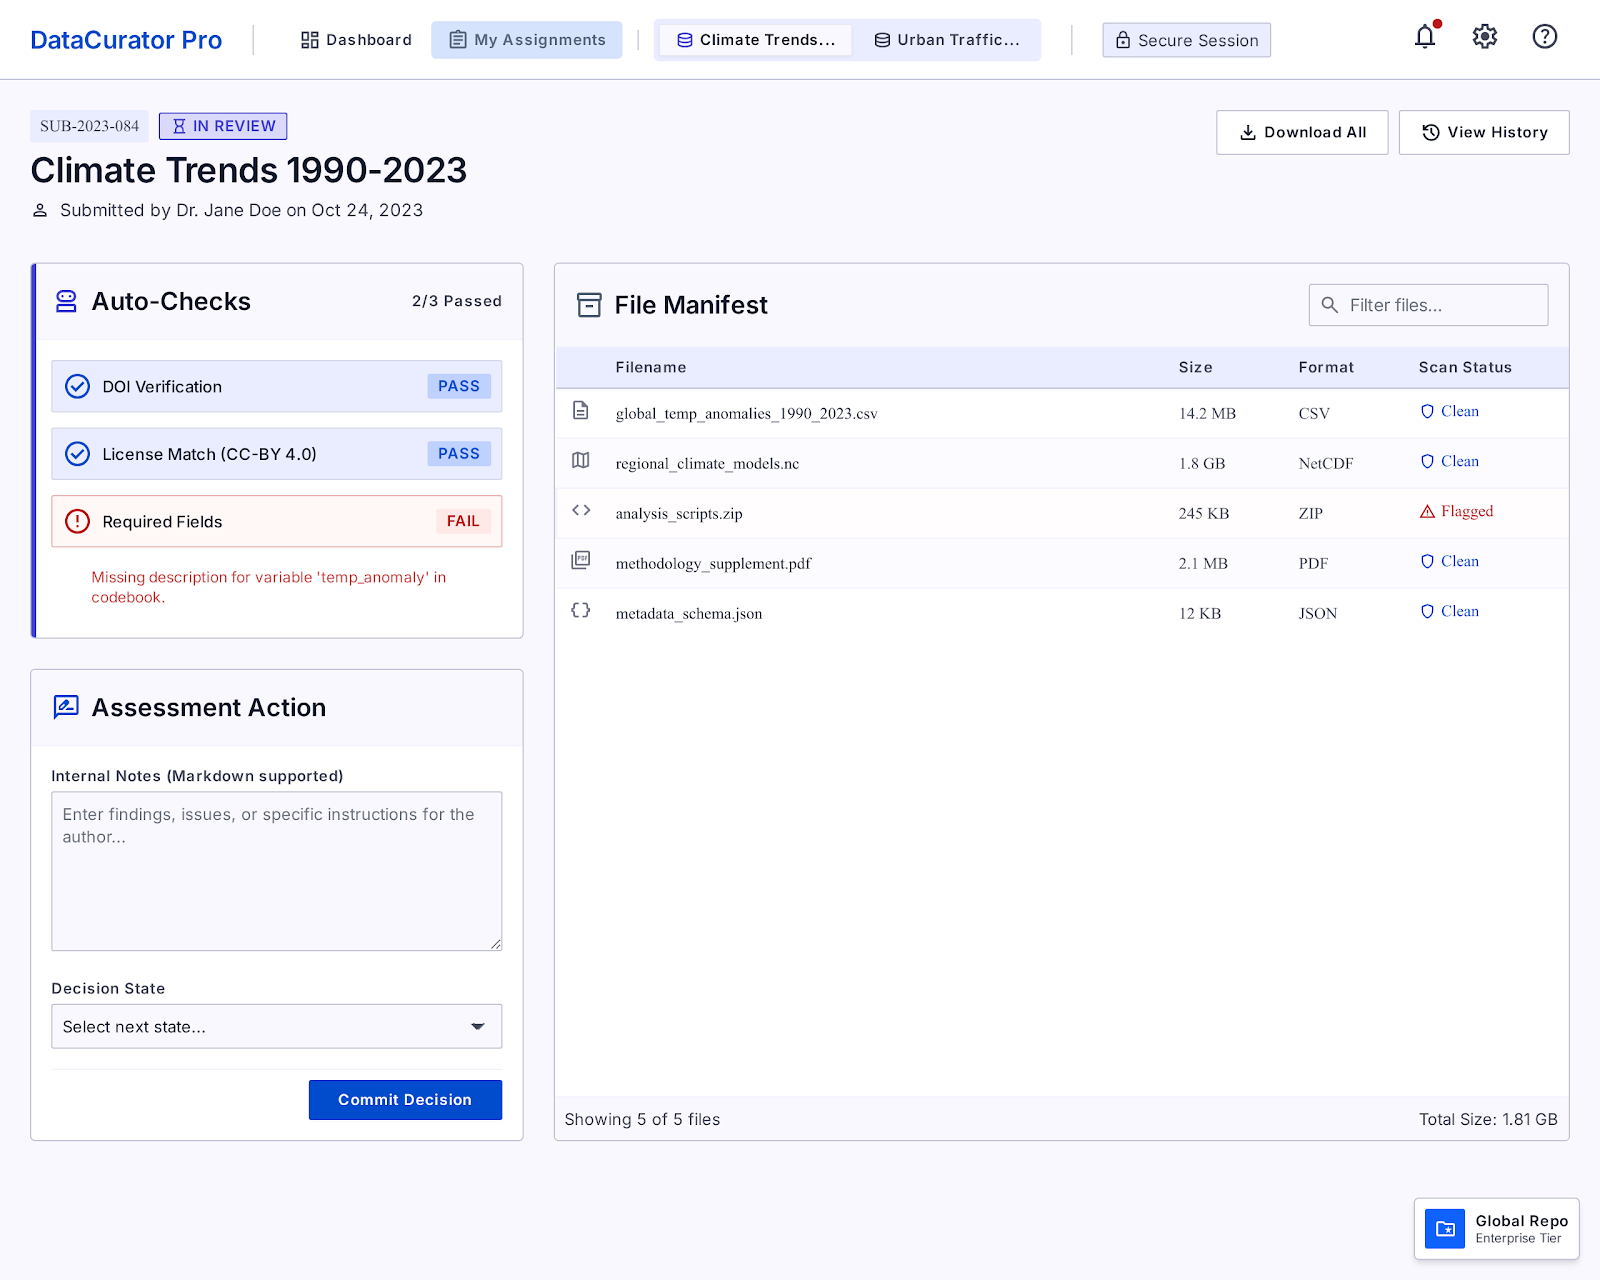 DataCurator Pro
Dashboard
My Assignments
Climate Trends...
Urban Traffic...
Secure Session
SUB-2023-084
IN REVIEW
Download All
View History
Climate Trends 1990-2023
Submitted by Dr. Jane Doe on Oct 24, 2023
Auto-Checks
2/3 Passed
DOI Verification
PASS
License Match (CC-BY 4.0)
PASS
Required Fields
FAIL
Missing description for variable 'temp_anomaly' in
codebook.
Assessment Action
Internal Notes (Markdown supported)
Enter findings, issues, or specific instructions for the
author...
Decision State
Select next state...
Commit Decision
File Manifest
Filter files...
Filename Size Format Scan Status
global_temp_anomalies_1990_2023.csv 14.2 MB CSV Clean
regional_climate_models.nc 1.8 GB NetCDF Clean
analysis_scripts.zip 245 KB ZIP Flagged
PDF methodology_supplement.pdf 2.1 MB PDF Clean
metadata_schema.json 12 KB JSON Clean
Showing 5 of 5 files
Total Size: 1.81 GB
Global Repo
Enterprise Tier